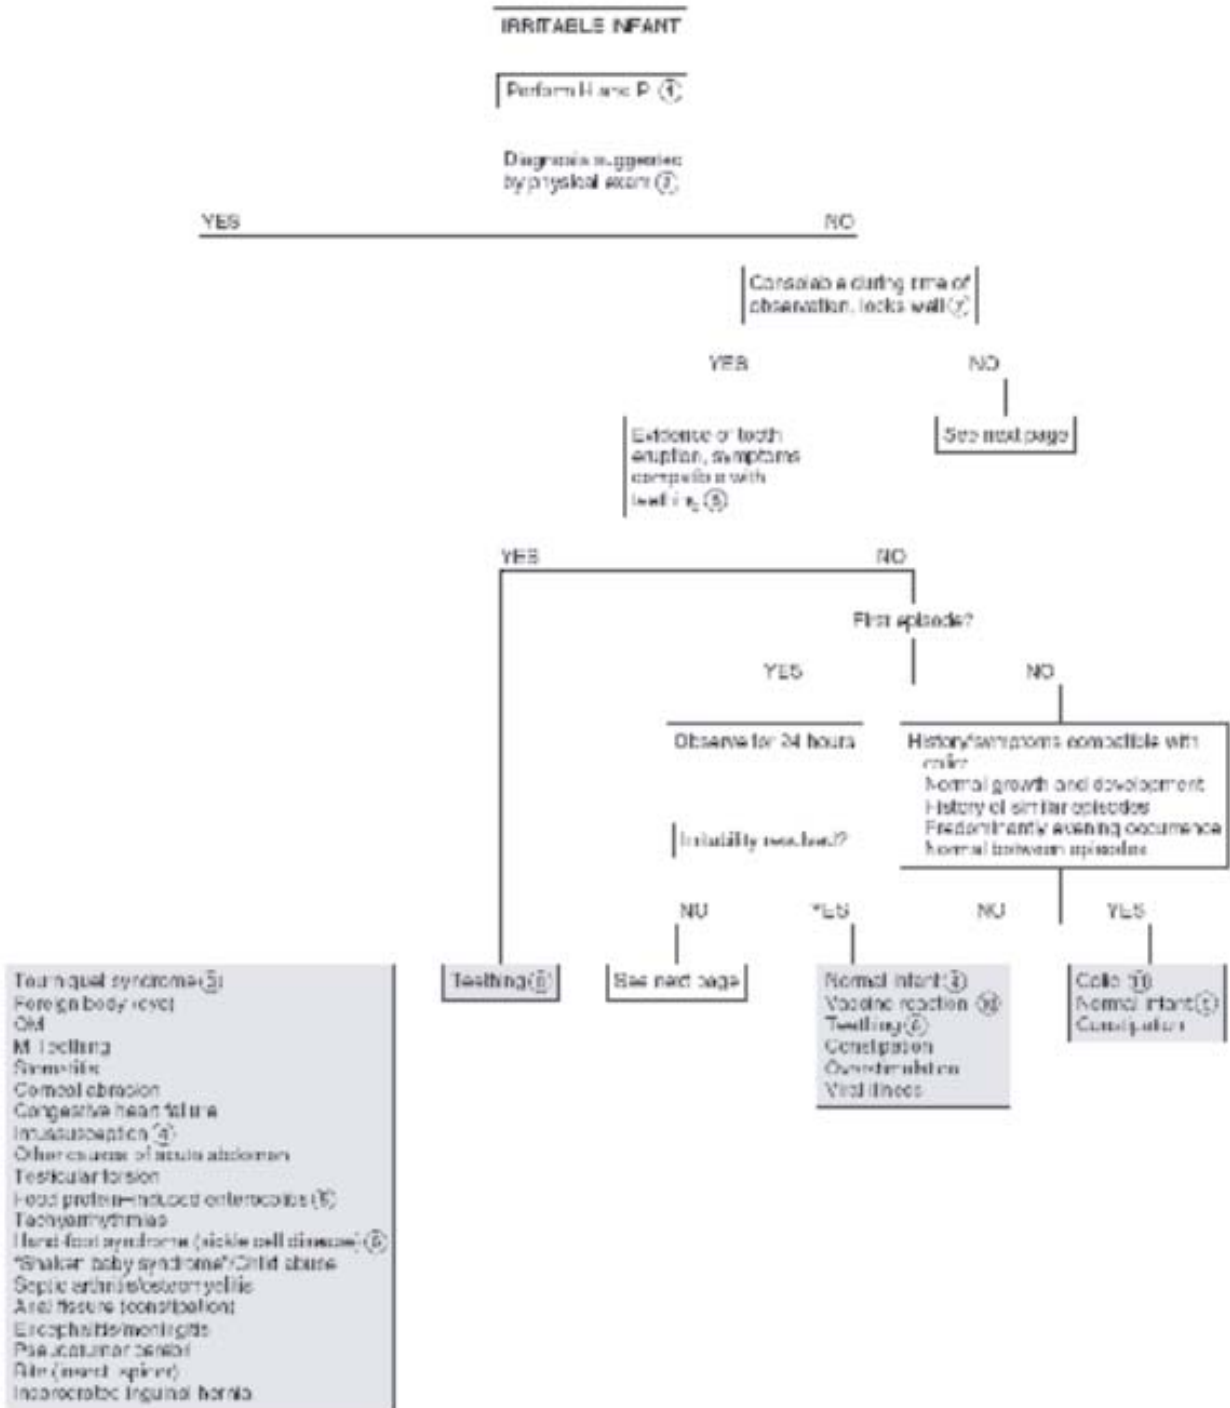 IRRITABLE INFANT
Perform H and P ①
Diagnosis suggested
by physical exam ②
YES
NO
Consolable during time of
observation, looks well ⑦
YES
NO
Evidence of tooth
eruption, symptoms
compatible with
teething ⑧
See next page
YES
NO
First episode?
YES
NO
Observe for 24 hours
History/symptoms compatible with
colic
Normal growth and development
History of similar episodes
Predominantly evening occurrence
Normal between episodes
Irritability resolved?
NO
YES
NO
YES
Tourniquet syndrome ③
Foreign body (eye)
OM
Teething
Stomatitis
Corneal abrasion
Congestive heart failure
Intussusception ④
Other causes of acute abdomen
Testicular torsion
Food protein–induced enterocolitis ⑤
Tachyarrhythmias
Hand-foot syndrome (sickle cell disease) ⑥
"Shaken baby syndrome"/Child abuse
Septic arthritis/osteomyelitis
Anal fissure (constipation)
Encephalitis/meningitis
Pseudotumor cerebri
Bite (insect, spider)
Incarcerated inguinal hernia
Teething ⑧
See next page
Normal infant
Vaccine reaction ⑩
Teething
Constipation
Overstimulation
Viral illness
Colic ⑪
Normal infant
Constipation